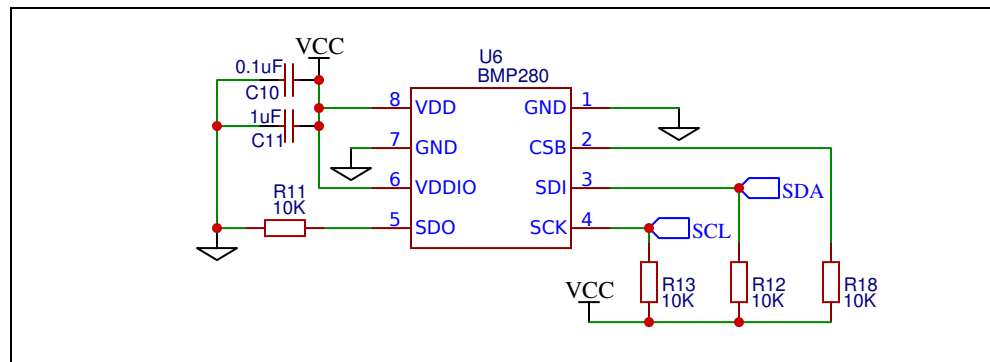 VCC
0.1uF
C10
1uF
C11
U6
BMP280
8 VDD GND 1
7 GND CSB 2
6 VDDIO SDI 3
5 SDO SCK 4
R11
10K
SDA
SCL
VCC
R13
10K
R12
10K
R18
10K